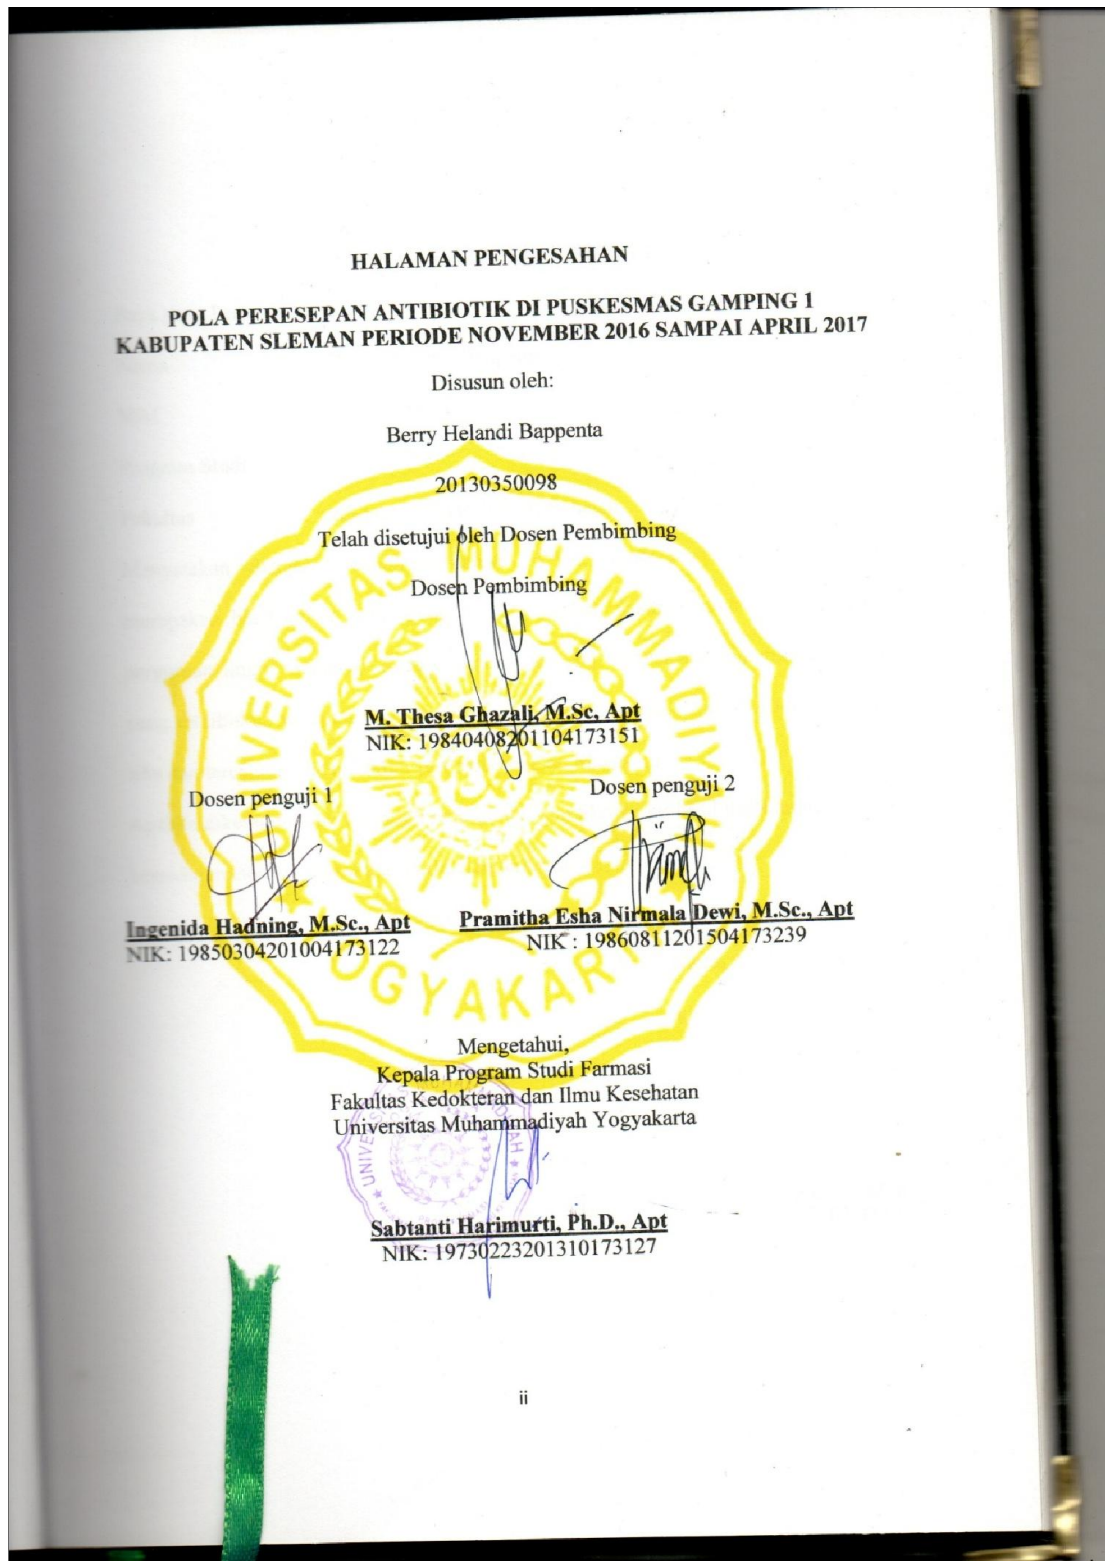 HALAMAN PENGESAHAN
POLA PERESEPAN ANTIBIOTIK DI PUSKESMAS GAMPING 1
KABUPATEN SLEMAN PERIODE NOVEMBER 2016 SAMPAI APRIL 2017
Disusun oleh:
Berry Helandi Bappenta
20130350098
Telah disetujui oleh Dosen Pembimbing
Dosen Pembimbing
M. Thesa Ghazali, M.Sc, Apt
NIK: 19840408201104173151
Dosen penguji 1
Dosen penguji 2
Ingenida Hadning, M.Sc., Apt
Pramitha Esha Nirmala Dewi, M.Sc., Apt
NIK: 19850304201004173122
NIK : 19860811201504173239
UNIVERSITAS MUHAMMADIYAH
YOGYAKARTA
Mengetahui,
Kepala Program Studi Farmasi
Fakultas Kedokteran dan Ilmu Kesehatan
Universitas Muhammadiyah Yogyakarta
Sabtanti Harimurti, Ph.D., Apt
NIK: 19730223201310173127
ii